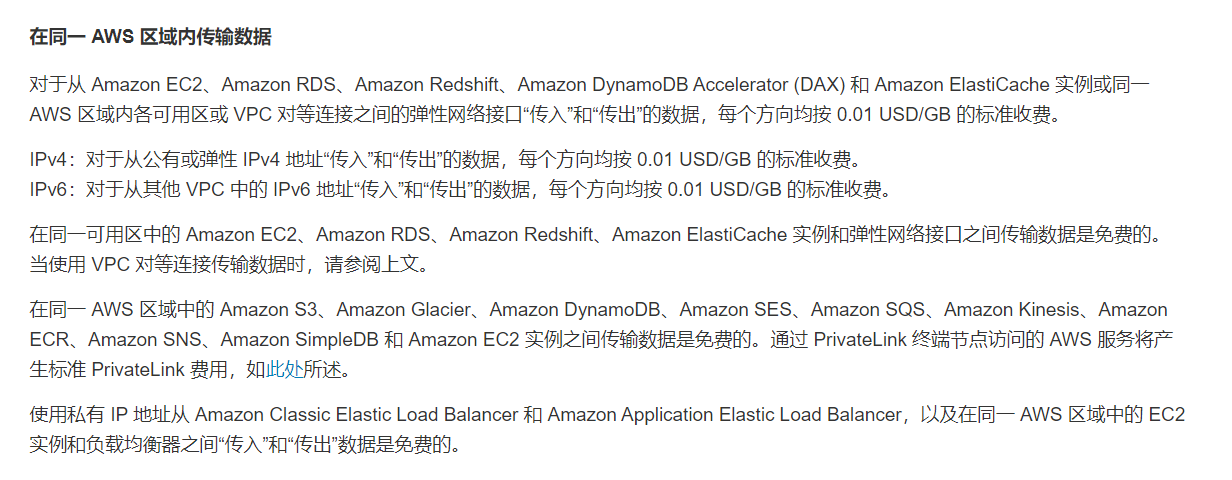 在同一 AWS 区域内传输数据
对于从 Amazon EC2、Amazon RDS、Amazon Redshift、Amazon DynamoDB Accelerator (DAX) 和 Amazon ElastiCache 实例或同一
AWS 区域内各可用区或 VPC 对等连接之间的弹性网络接口“传入”和“传出”的数据，每个方向均按 0.01 USD/GB 的标准收费。
IPv4：对于从公有或弹性 IPv4 地址“传入”和“传出”的数据，每个方向均按 0.01 USD/GB 的标准收费。
IPv6：对于从其他 VPC 中的 IPv6 地址“传入”和“传出”的数据，每个方向均按 0.01 USD/GB 的标准收费。
在同一可用区中的 Amazon EC2、Amazon RDS、Amazon Redshift、Amazon ElastiCache 实例和弹性网络接口之间传输数据是免费的。
当使用 VPC 对等连接传输数据时，请参阅上文。
在同一 AWS 区域中的 Amazon S3、Amazon Glacier、Amazon DynamoDB、Amazon SES、Amazon SQS、Amazon Kinesis、Amazon
ECR、Amazon SNS、Amazon SimpleDB 和 Amazon EC2 实例之间传输数据是免费的。通过 PrivateLink 终端节点访问的 AWS 服务将产
生标准 PrivateLink 费用，如此处所述。
使用私有 IP 地址从 Amazon Classic Elastic Load Balancer 和 Amazon Application Elastic Load Balancer，以及在同一 AWS 区域中的 EC2
实例和负载均衡器之间“传入”和“传出”数据是免费的。